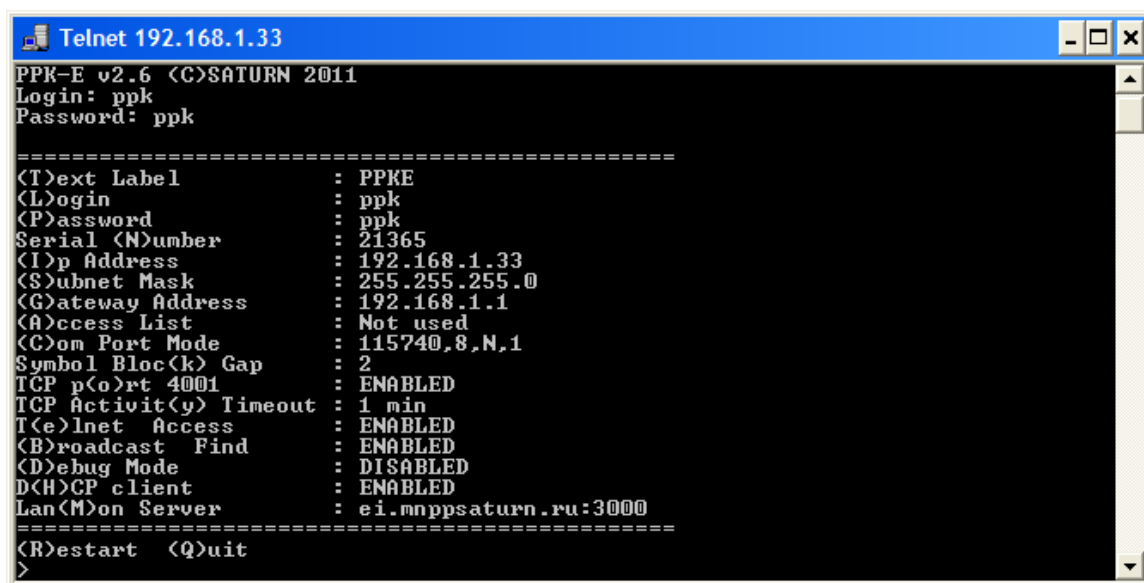 Telnet 192.168.1.33
PPK-E v2.6 (C)SATURN 2011
Login: ppk
Password: ppk
================================================
(T)ext Label : PPKE
(L)ogin : ppk
(P)assword : ppk
Serial (N)umber : 21365
(I)p Address : 192.168.1.33
(S)ubnet Mask : 255.255.255.0
(G)ateway Address : 192.168.1.1
(A)ccess List : Not used
(C)om Port Mode : 115740,8,N,1
Symbol Bloc(k) Gap : 2
TCP p(o)rt 4001 : ENABLED
TCP Activit(y) Timeout : 1 min
T(e)lnet Access : ENABLED
(B)roadcast Find : ENABLED
(D)ebug Mode : DISABLED
D(H)CP client : ENABLED
Lan(M)on Server : ei.mnppsaturn.ru:3000
================================================
(R)estart (Q)uit
>